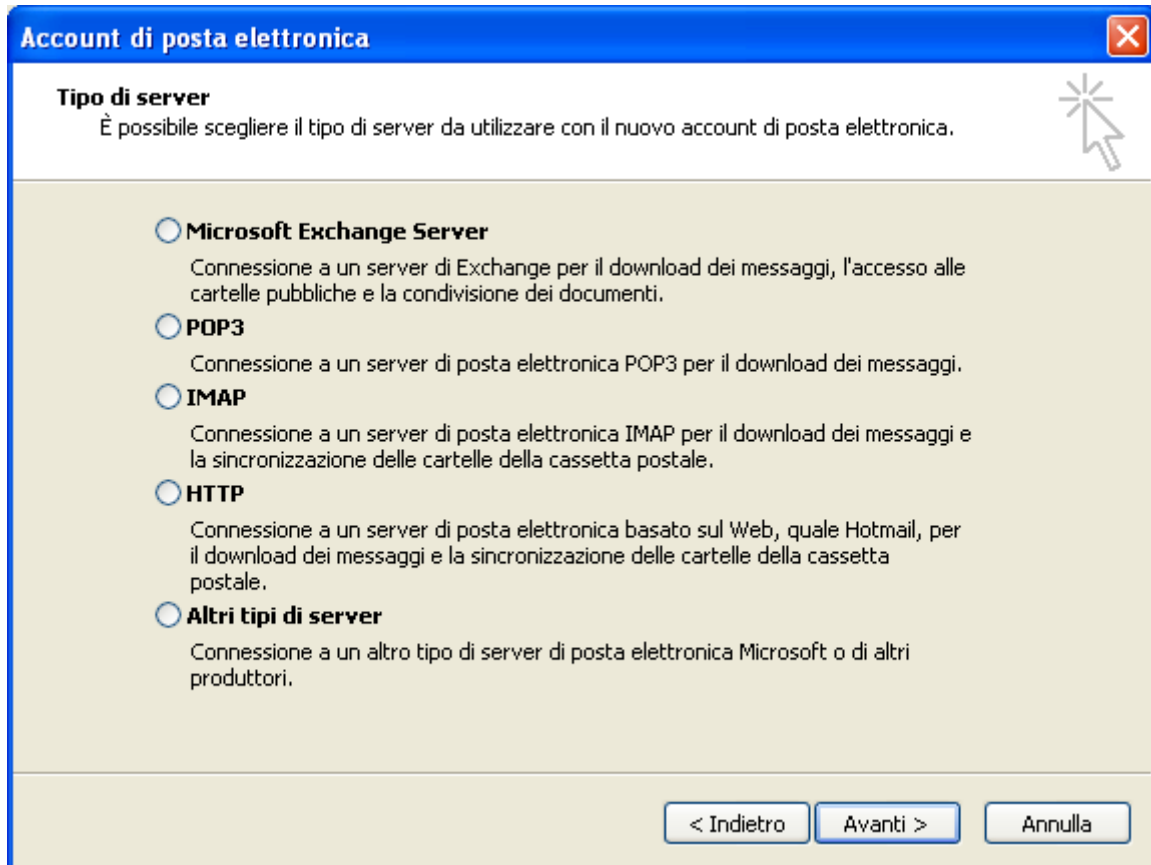 Account di posta elettronica
Tipo di server
È possibile scegliere il tipo di server da utilizzare con il nuovo account di posta elettronica.
Microsoft Exchange Server
Connessione a un server di Exchange per il download dei messaggi, l'accesso alle
cartelle pubbliche e la condivisione dei documenti.
POP3
Connessione a un server di posta elettronica POP3 per il download dei messaggi.
IMAP
Connessione a un server di posta elettronica IMAP per il download dei messaggi e
la sincronizzazione delle cartelle della cassetta postale.
HTTP
Connessione a un server di posta elettronica basato sul Web, quale Hotmail, per
il download dei messaggi e la sincronizzazione delle cartelle della cassetta
postale.
Altri tipi di server
Connessione a un altro tipo di server di posta elettronica Microsoft o di altri
produttori.
< Indietro Avanti > Annulla